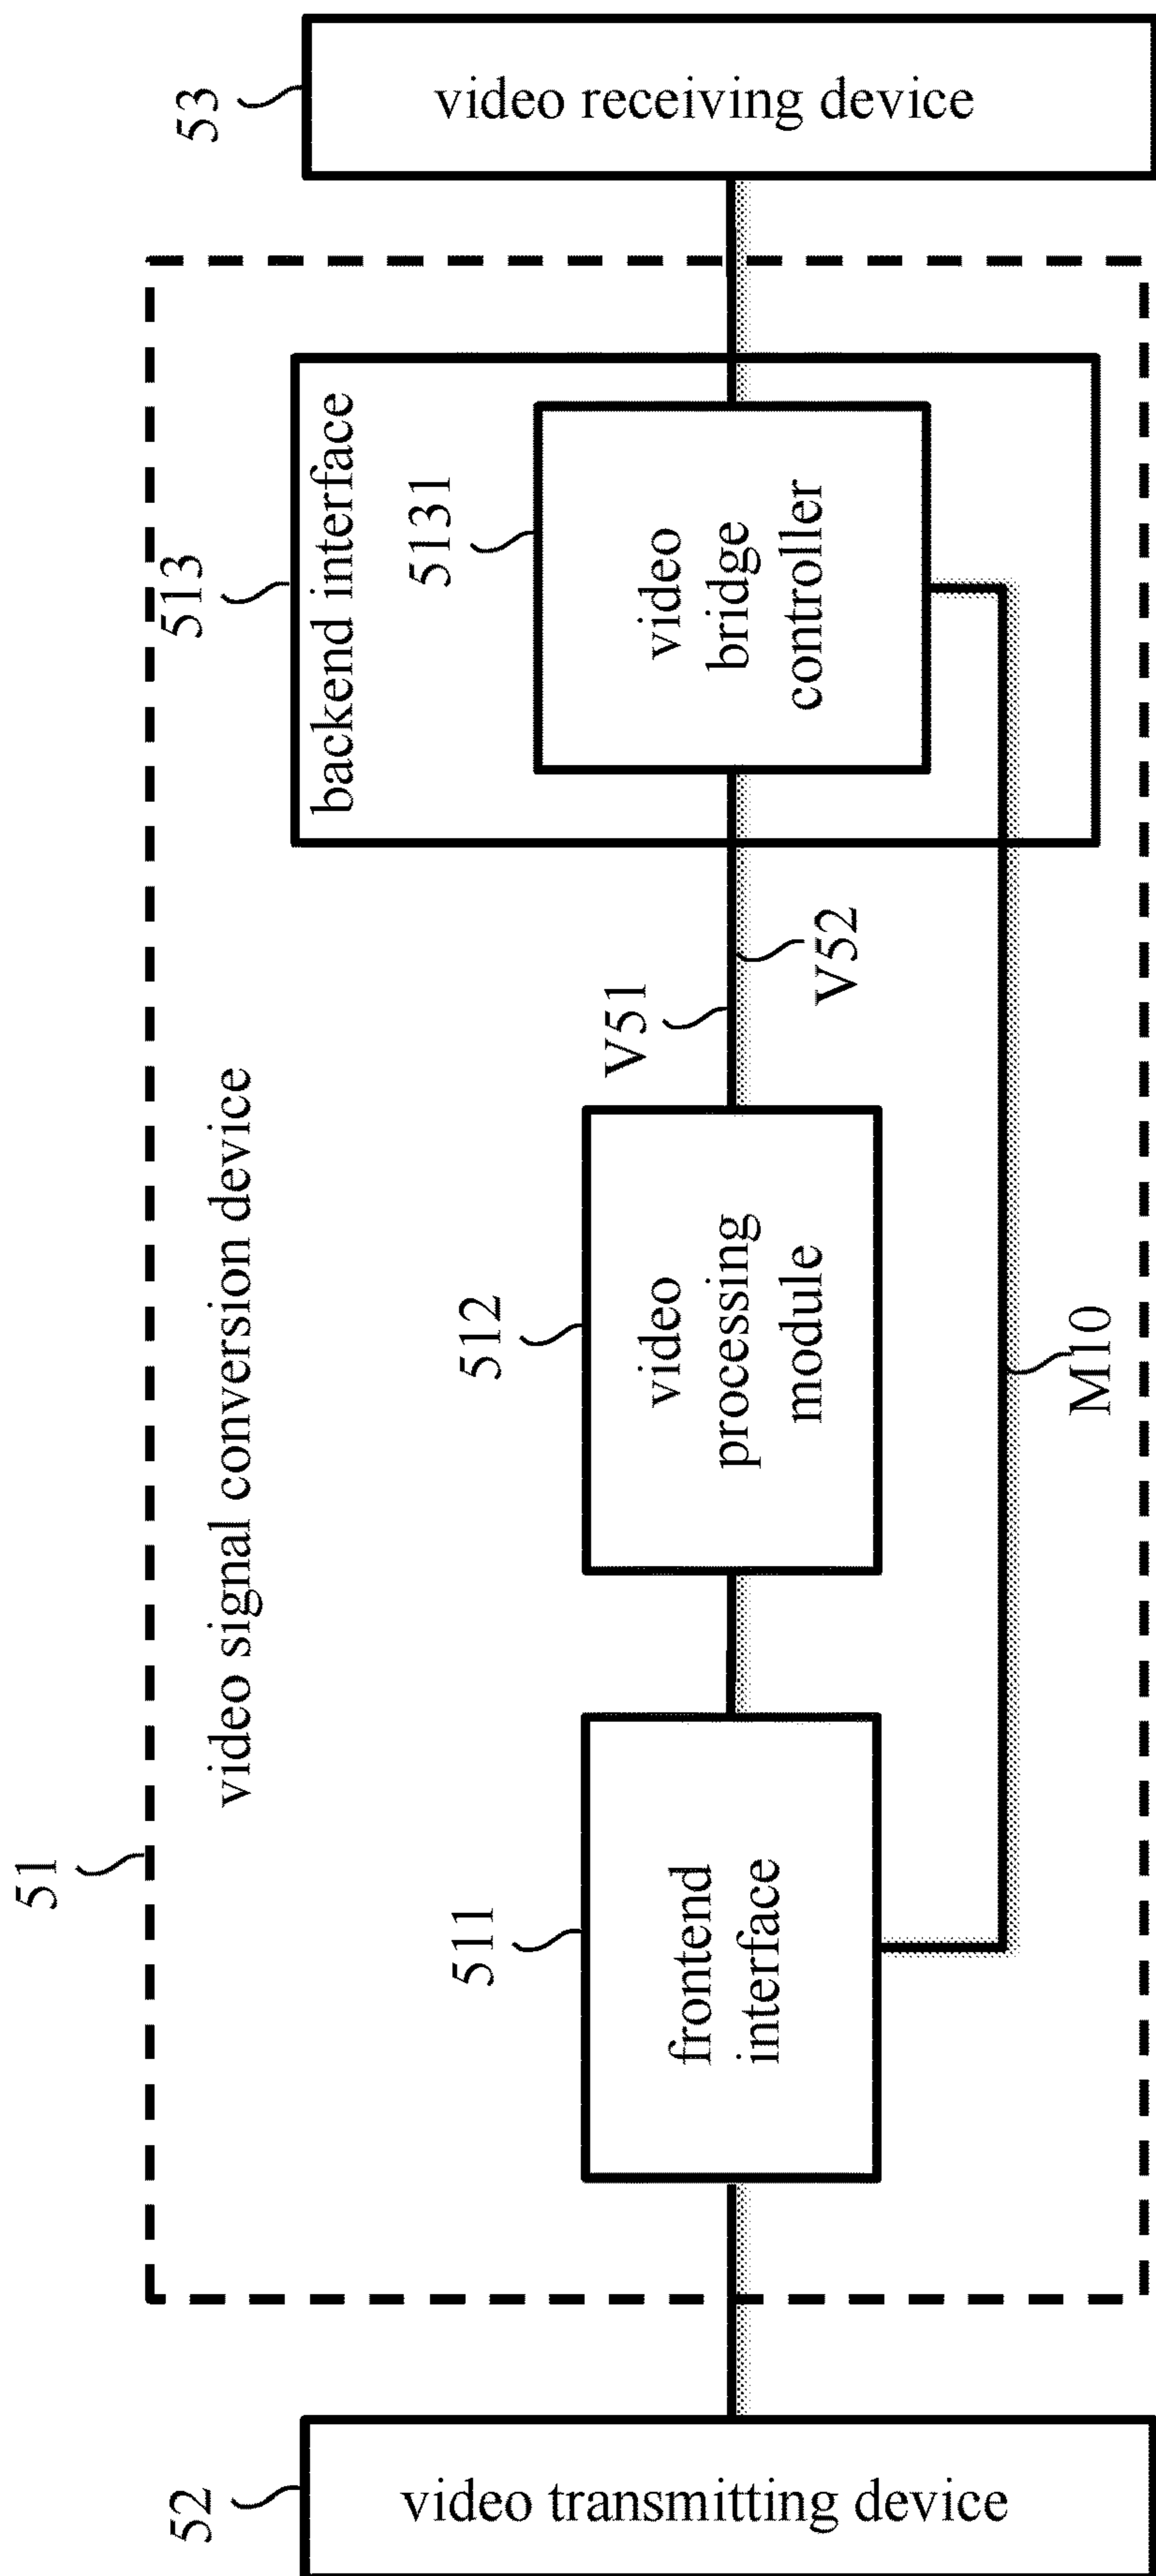 53
video receiving device
513
backend interface
5131
video
bridge
controller
V51
V52
video signal conversion device
512
video
processing
module
M10
51
511
frontend
interface
52
video transmitting device